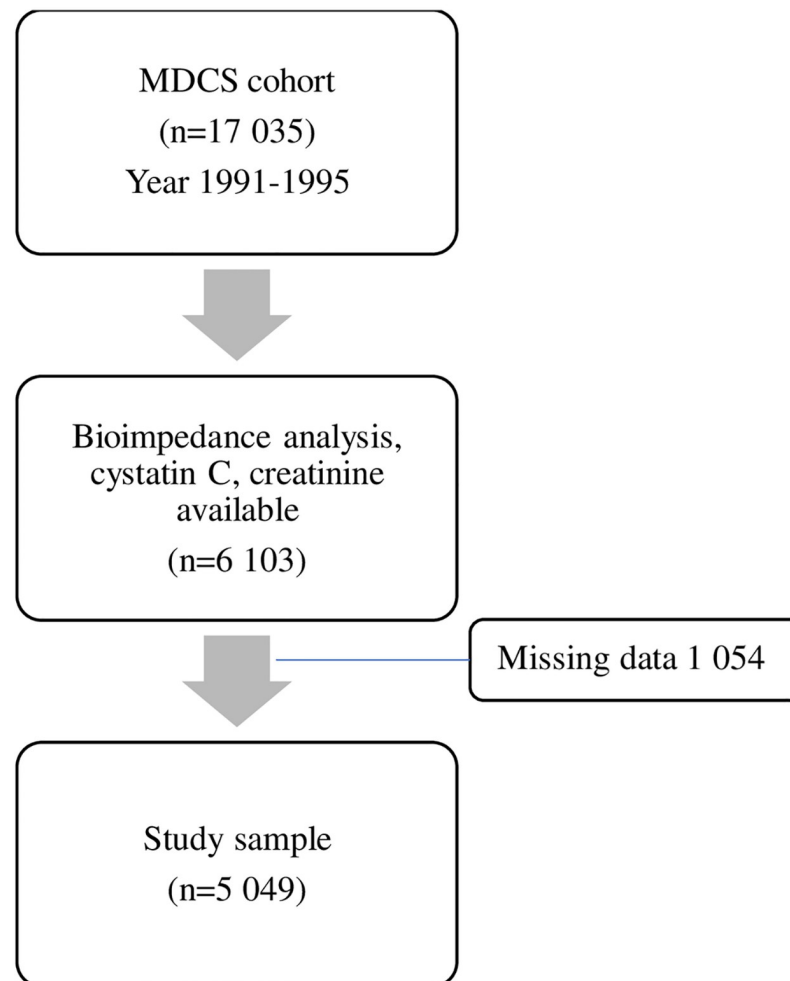 MDCS cohort
(n=17 035)
Year 1991-1995
Bioimpedance analysis,
cystatin C, creatinine
available
(n=6 103)
Missing data 1 054
Study sample
(n=5 049)